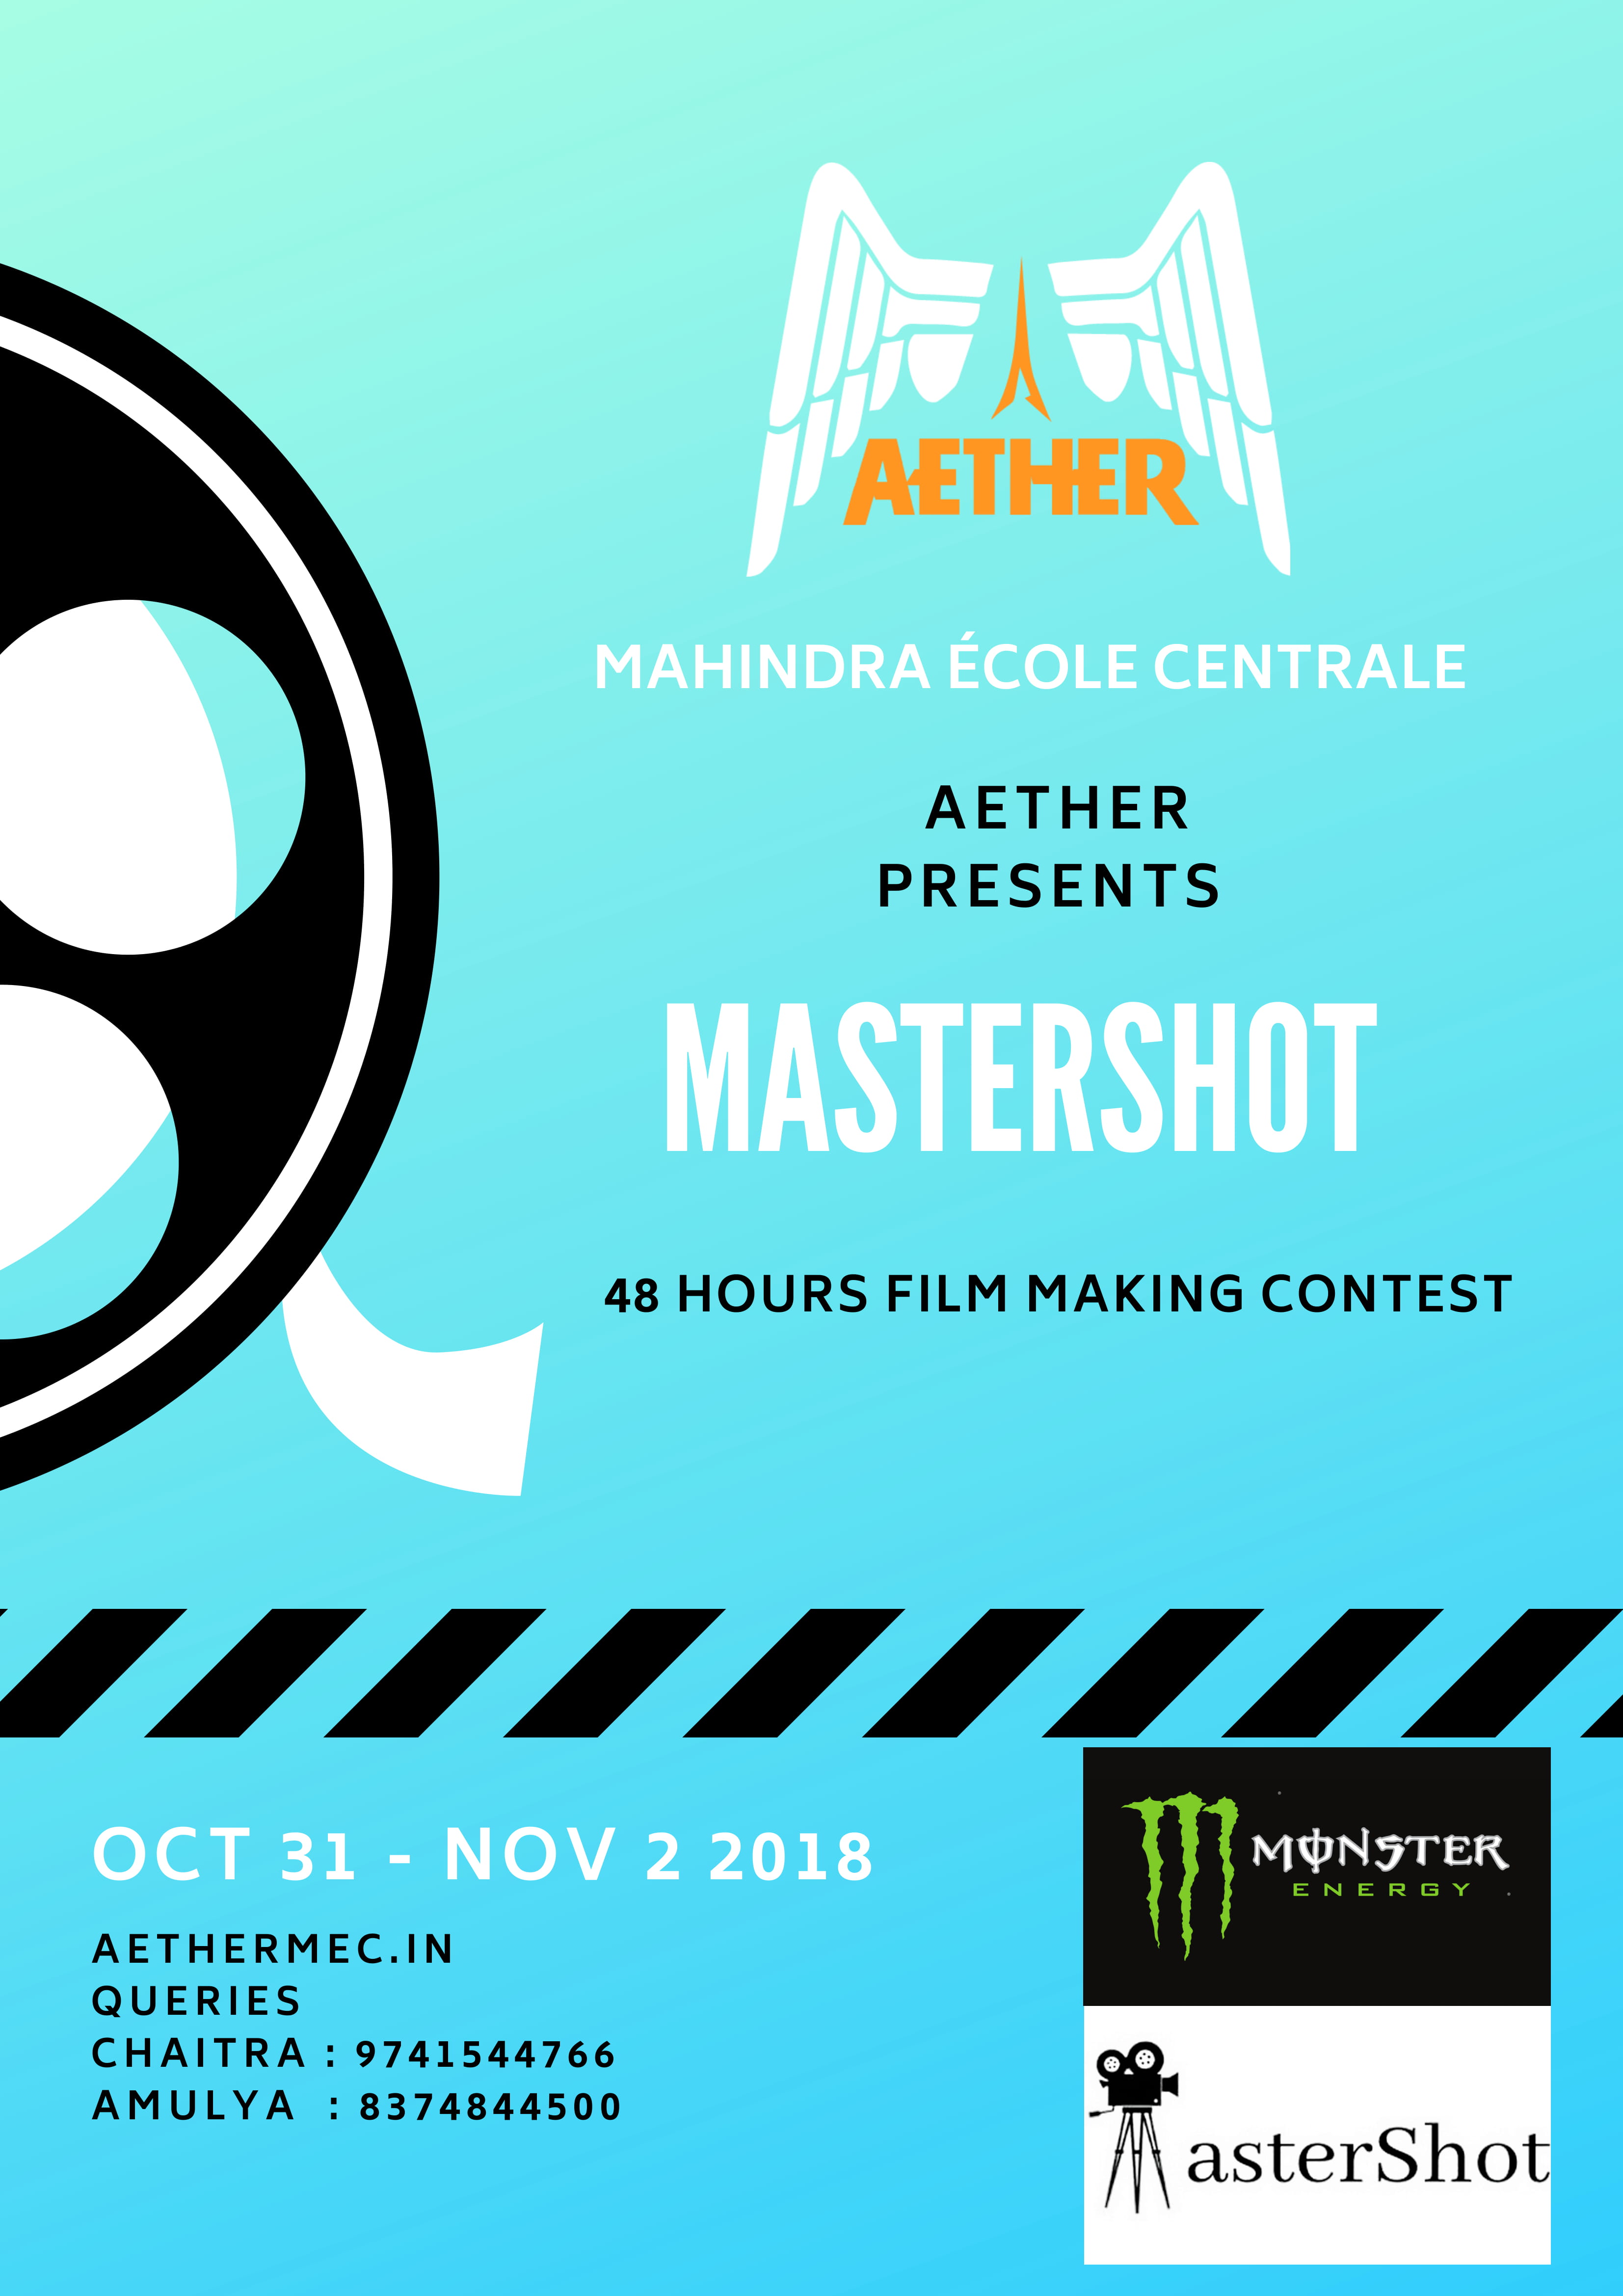 AETHER
MAHINDRA ÉCOLE CENTRALE
AETHER
PRESENTS
MASTERSHOT
48 HOURS FILM MAKING CONTEST
OCT 31 - NOV 2 2018
AETHERMEC.IN
QUERIES
CHAITRA : 9741544766
AMULYA : 8374844500
MONSTER
ENERGY
asterShot